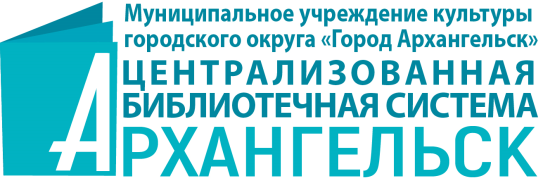 Муниципальное учреждение культуры
городского округа «Город Архангельск»
ЦЕНТРАЛИЗОВАННАЯ
БИБЛИОТЕЧНАЯ СИСТЕМА
АРХАНГЕЛЬСК